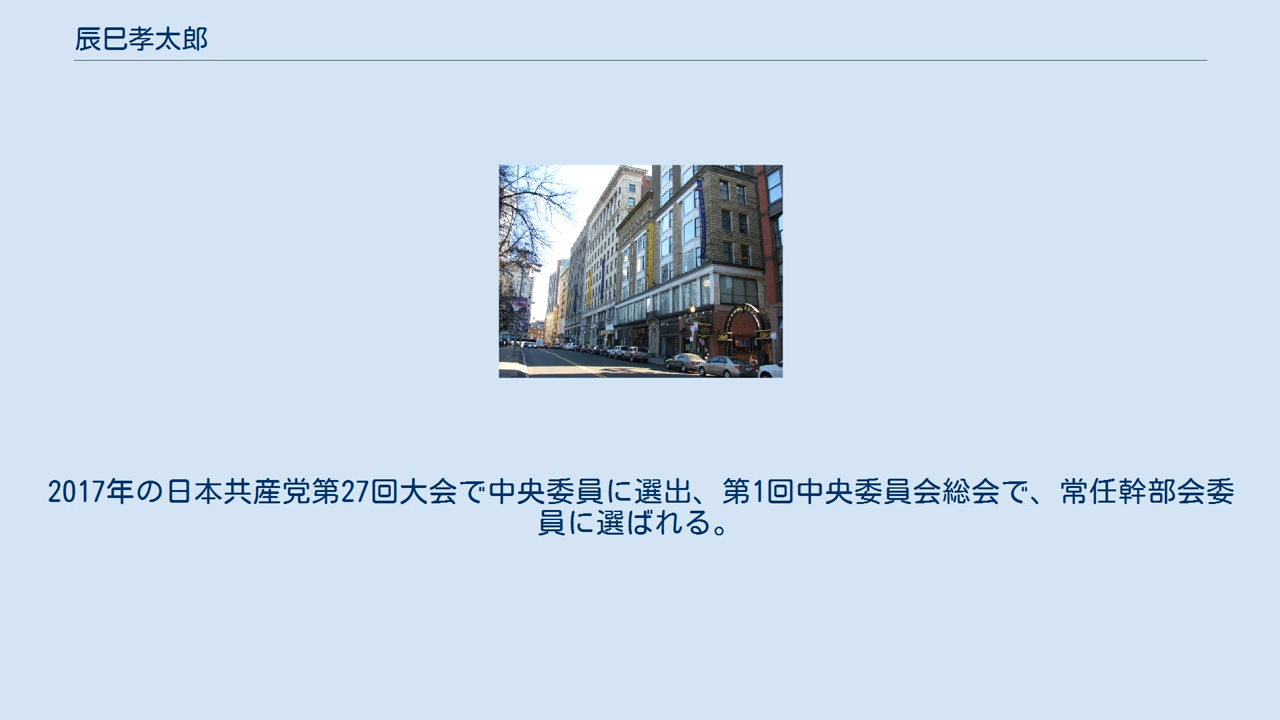 辰巳孝太郎
2017年の日本共産党第27回大会で中央委員に選出、第1回中央委員会総会で、常任幹部会委
員に選ばれる。